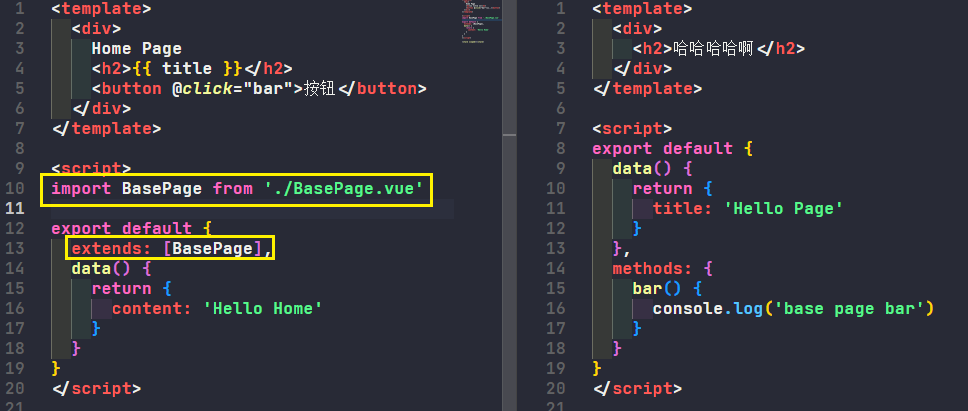 1 <template>
2   <div>
3     Home Page
4     <h2>{{ title }}</h2>
5     <button @click="bar">按钮</button>
6   </div>
7 </template>
8
9 <script>
10 import BasePage from './BasePage.vue'
11
12 export default {
13   extends: [BasePage],
14   data() {
15     return {
16       content: 'Hello Home'
17     }
18   }
19 }
20 </script>
1 <template>
2   <div>
3     <h2>哈哈哈哈啊</h2>
4   </div>
5 </template>
6
7 <script>
8 export default {
9   data() {
10     return {
11       title: 'Hello Page'
12     }
13   },
14   methods: {
15     bar() {
16       console.log('base page bar')
17     }
18   }
19 }
20 </script>
21